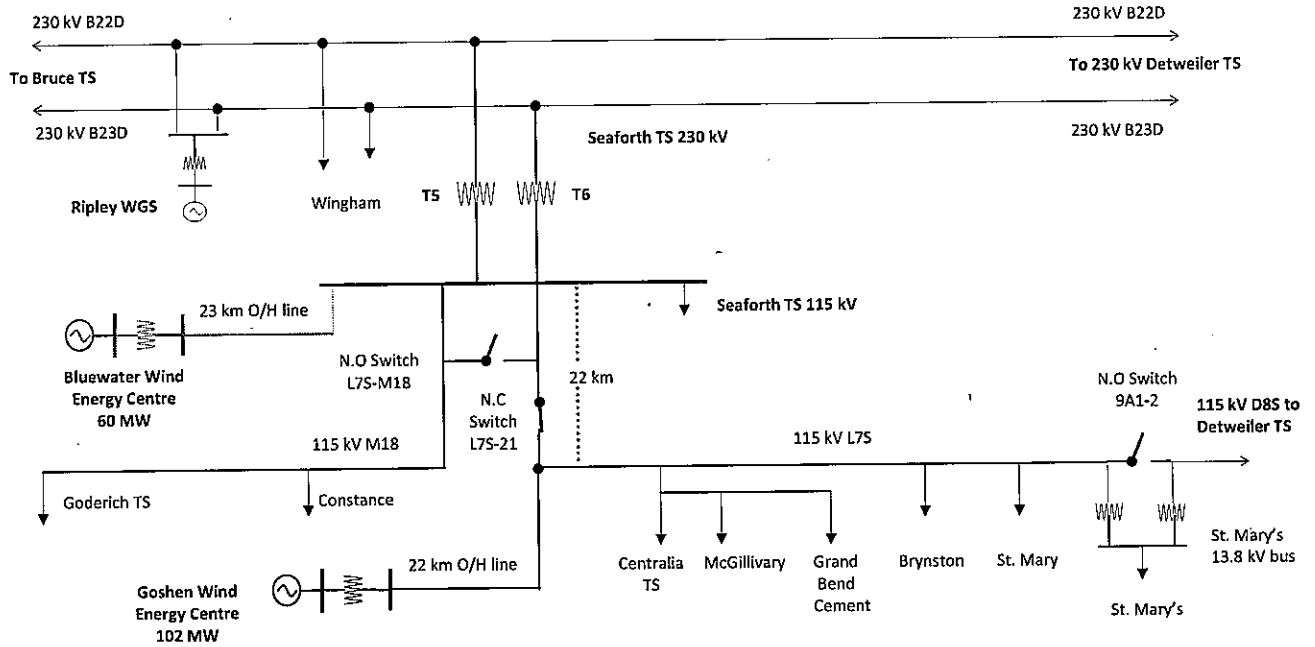 230 kV B22D
230 kV B22D
To Bruce TS
To 230 kV Detweiler TS
230 kV B23D
230 kV B23D
Seaforth TS 230 kV
Ripley WGS
Wingham
T5
T6
23 km O/H line
Seaforth TS 115 kV
Bluewater Wind
Energy Centre
60 MW
N.O Switch
L7S-M18
22 km
N.C
Switch
L7S-21
N.O Switch
9A1-2
115 kV D8S to
Detweiler TS
115 kV M18
115 kV L7S
Goderich TS
Constance
22 km O/H line
Goshen Wind
Energy Centre
102 MW
Centralia
TS
McGillivary
Grand
Bend
Cement
Brynston
St. Mary
St. Mary's
13.8 kV bus
St. Mary's